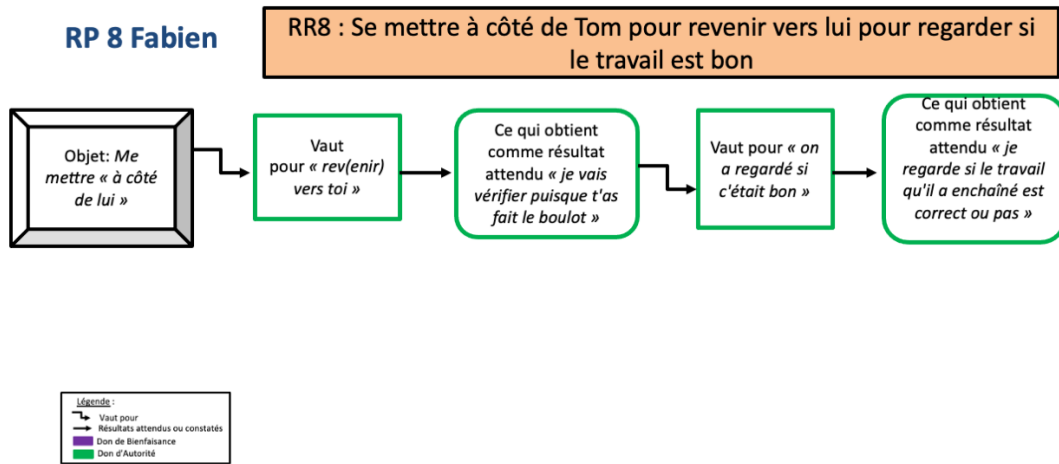 RP 8 Fabien
RR8 : Se mettre à côté de Tom pour revenir vers lui pour regarder si
le travail est bon
Objet: Me
mettre « à côté
de lui »
Vaut
pour « rev(enir)
vers toi »
Ce qui obtient
comme résultat
attendu « je vais
vérifier puisque t'as
fait le boulot »
Vaut pour « on
a regardé si
c'était bon »
Ce qui obtient
comme résultat
attendu « je
regarde si le travail
qu'il a enchaîné est
correct ou pas »
Légende :
Vaut pour
Résultats attendus ou constatés
Don de Bienfaisance
Don d'Autorité